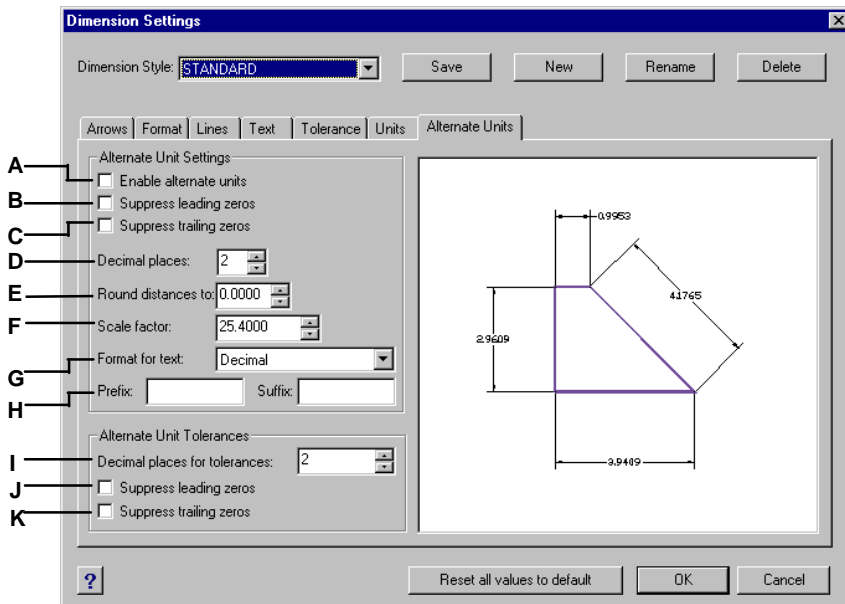 Dimension Settings
Dimension Style: STANDARD Save New Rename Delete
Arrows Format Lines Text Tolerance Units Alternate Units
Alternate Unit Settings
A Enable alternate units
B Suppress leading zeros
C Suppress trailing zeros
D Decimal places: 2
E Round distances to: 0.0000
F Scale factor: 25.4000
G Format for text: Decimal
H Prefix: Suffix:
Alternate Unit Tolerances
I Decimal places for tolerances: 2
J Suppress leading zeros
K Suppress trailing zeros
0.9953
4.1765
2.9609
3.9409
? Reset all values to default OK Cancel